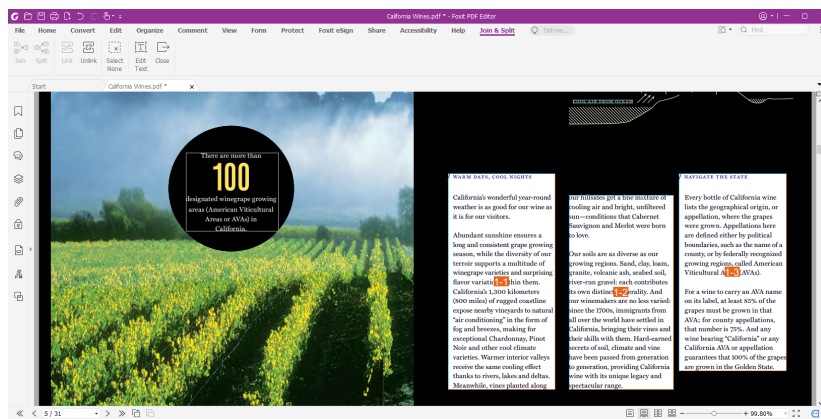 California Wines.pdf * - Foxit PDF Editor
File Home Convert Edit Organize Comment View Form Protect Foxit eSign Share Accessibility Help Join & Split Tell me... Find
Join Split Link Unlink Select None Edit Text Close
Start California Wines.pdf *
There are more than
100
designated winegrape growing
areas (American Viticultural
Areas or AVAs) in
California.
COOL AIR FROM OCEAN
WARM DAYS, COOL NIGHTS
California's wonderful year-round
weather is as good for our wine as
it is for our visitors.
Abundant sunshine ensures a
long and consistent grape growing
season, while the diversity of our
terroir supports a multitude of
winegrape varieties and surprising
flavor variatio 1-1 thin them.
California's 1,300 kilometers
(800 miles) of rugged coastline
expose nearby vineyards to natural
"air conditioning" in the form of
fog and breezes, making for
exceptional Chardonnay, Pinot
Noir and other cool climate
varieties. Warmer interior valleys
receive the same cooling effect
thanks to rivers, lakes and deltas.
Meanwhile, vines planted along
our hillsides get a fine mixture of
cooling air and bright, unfiltered
sun—conditions that Cabernet
Sauvignon and Merlot were born
to love.
Our soils are as diverse as our
growing regions. Sand, clay, loam,
granite, volcanic ash, seabed soil,
river-run gravel: each contributes
its own distinc 1-2 erality. And
our winemakers are no less varied:
since the 1700s, immigrants from
all over the world have settled in
California, bringing their vines and
their skills with them. Hard-earned
secrets of soil, climate and vine
have been passed from generation
to generation, providing California
wine with its unique legacy and
spectacular range.
NAVIGATE THE STATE
Every bottle of California wine
lists the geographical origin, or
appellation, where the grapes
were grown. Appellations here
are defined either by political
boundaries, such as the name of a
county, or by federally recognized
growing regions, called American
Viticultural A 1-3 (AVAs).
For a wine to carry an AVA name
on its label, at least 85% of the
grapes must be grown in that
AVA; for county appellations,
that number is 75%. And any
wine bearing "California" or any
California AVA or appellation
guarantees that 100% of the grapes
are grown in the Golden State.
5 / 31
99.80%